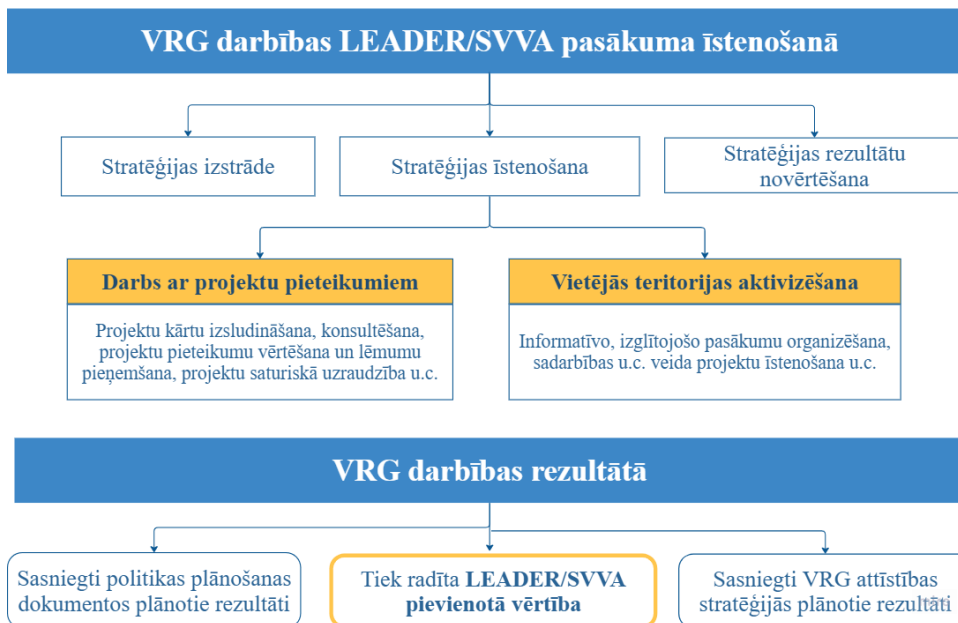 VRG darbības LEADER/SVVA pasākuma īstenošanā
Stratēģijas izstrāde
Stratēģijas īstenošana
Stratēģijas rezultātu
novērtēšana
Darbs ar projektu pieteikumiem
Projektu kārtu izsludināšana, konsultēšana,
projektu pieteikumu vērtēšana un lēmumu
pieņemšana, projektu saturiskā uzraudzība u.c.
Vietējās teritorijas aktivizēšana
Informatīvo, izglītojošo pasākumu organizēšana,
sadarbības u.c. veida projektu īstenošana u.c.
VRG darbības rezultātā
Sasniegti politikas plānošanas
dokumentos plānotie rezultāti
Tiek radīta LEADER/SVVA
pievienotā vērtība
Sasniegti VRG attīstības
stratēģijās plānotie rezultāti